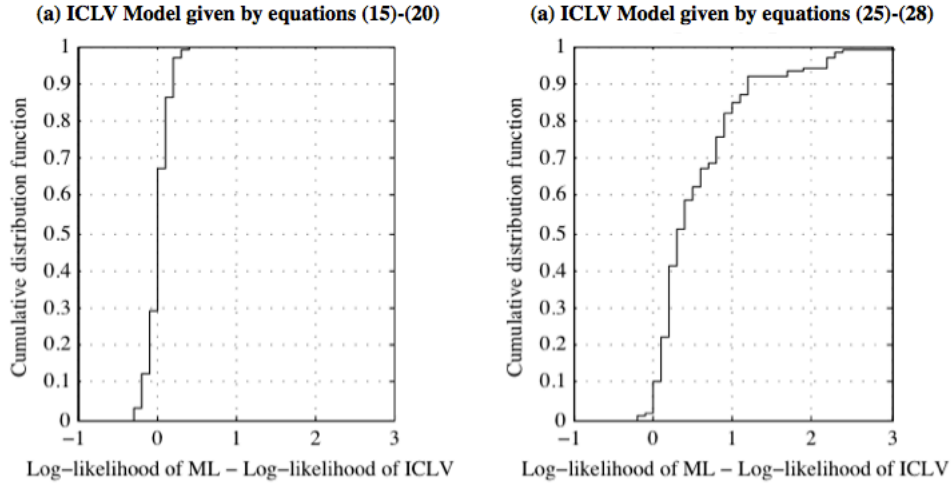 (a) ICLV Model given by equations (15)-(20)
1
0.9
0.8
0.7
0.6
0.5
0.4
0.3
0.2
0.1
0
Cumulative distribution function
−1 0 1 2 3
Log−likelihood of ML − Log−likelihood of ICLV
(a) ICLV Model given by equations (25)-(28)
1
0.9
0.8
0.7
0.6
0.5
0.4
0.3
0.2
0.1
0
Cumulative distribution function
−1 0 1 2 3
Log−likelihood of ML − Log−likelihood of ICLV